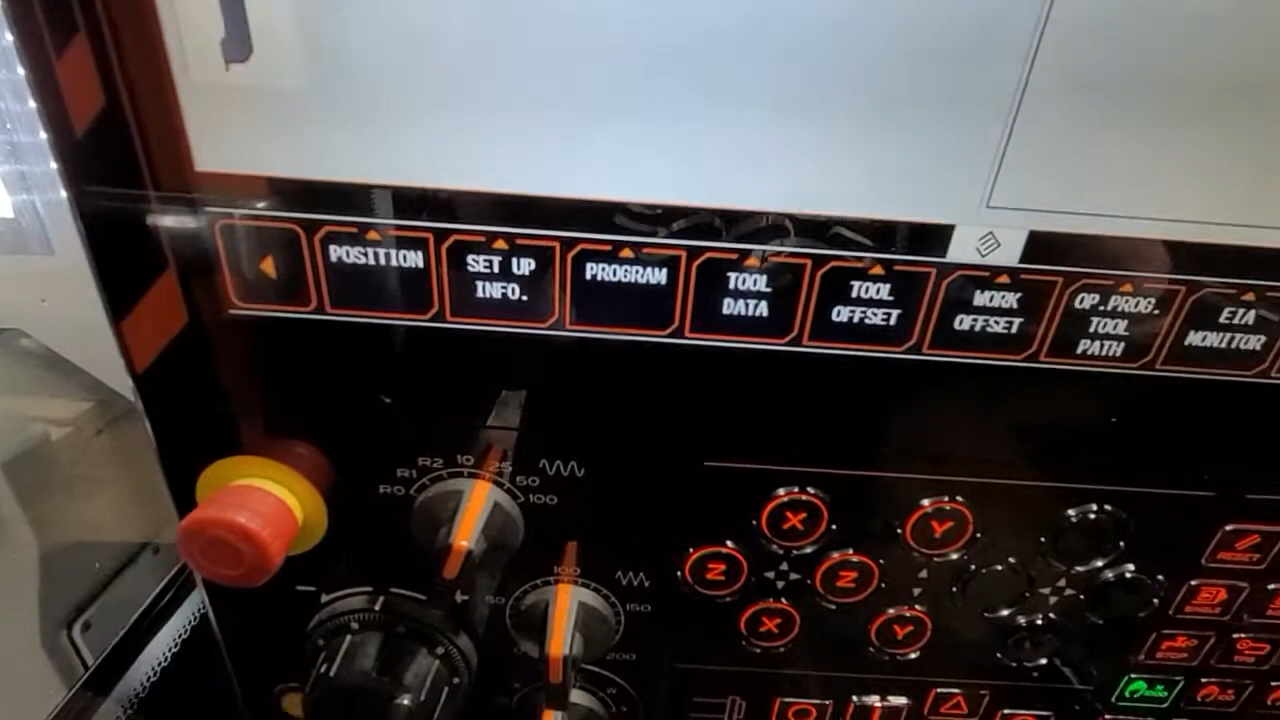 POSITION
SET UP
INFO.
PROGRAM
TOOL
DATA
TOOL
OFFSET
WORK
OFFSET
OP.PROG.
TOOL
PATH
EIA
MONITOR
R0 R1 R2 10 25 50 100
50 100 150 200
X
Y
Z
Z
X
Y
RESET
STOP